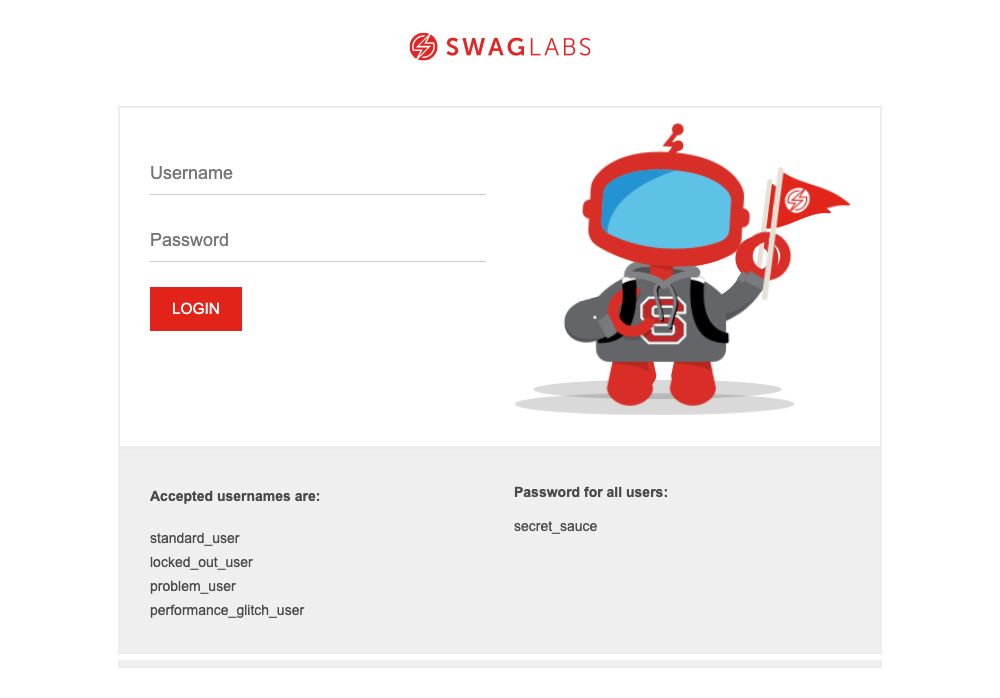 SWAGLABS
Username
Password
LOGIN
S
Accepted usernames are:
standard_user
locked_out_user
problem_user
performance_glitch_user
Password for all users:
secret_sauce